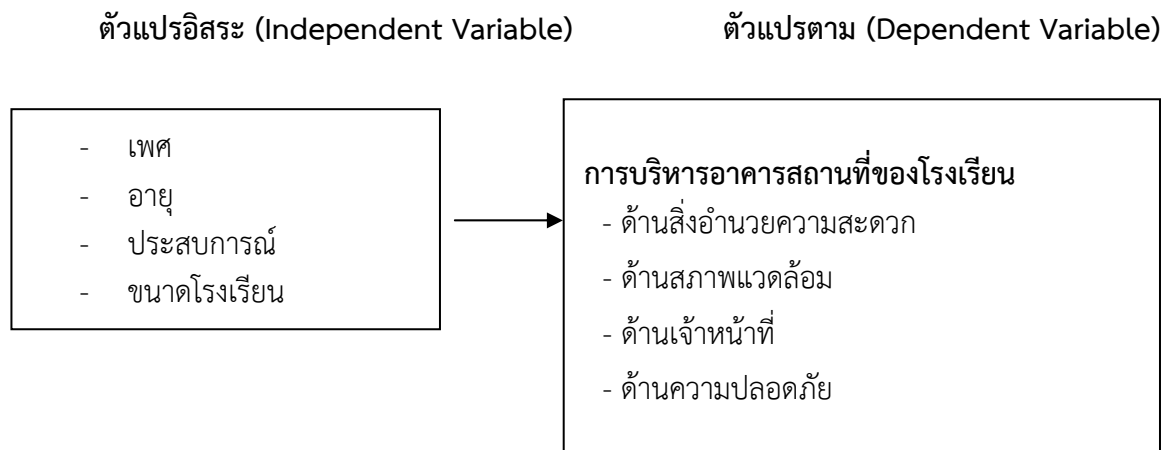 ตัวแปรอิสระ (Independent Variable)
ตัวแปรตาม (Dependent Variable)
- เพศ
- อายุ
- ประสบการณ์
- ขนาดโรงเรียน
การบริหารอาคารสถานที่ของโรงเรียน
- ด้านสิ่งอำนวยความสะดวก
- ด้านสภาพแวดล้อม
- ด้านเจ้าหน้าที่
- ด้านความปลอดภัย